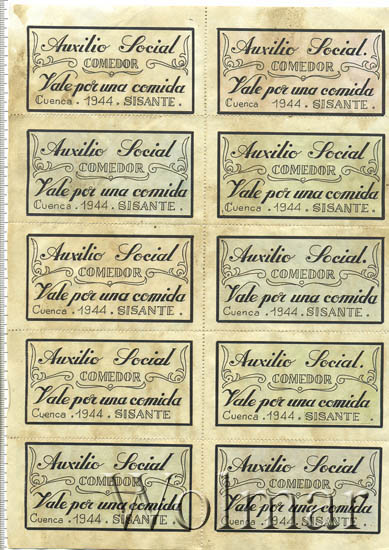 Auxilio Social
COMEDOR
Vale por una comida
Cuenca . 1944 . SISANTE .
Auxilio Social.
COMEDOR
Vale por una comida
Cuenca . 1944 . SISANTE .
Auxilio Social
COMEDOR
Vale por una comida
Cuenca . 1944 . SISANTE .
Auxilio Social
COMEDOR
Vale por una comida
Cuenca . 1944 . SISANTE .
Auxilio Social
COMEDOR
Vale por una comida
Cuenca . 1944 . SISANTE .
Auxilio Social
COMEDOR
Vale por una comida
Cuenca . 1944 . SISANTE .
Auxilio Social
COMEDOR
Vale por una comida
Cuenca . 1944 . SISANTE
Auxilio Social.
COMEDOR
Vale por una comida
Cuenca . 1944 . SISANTE
Auxilio Social
COMEDOR
Vale por una comida
Cuenca . 1944 . SISANTE
Auxilio Social
COMEDOR
Vale por una comida
Cuenca . 1944 . SISANTE .
Wolmar